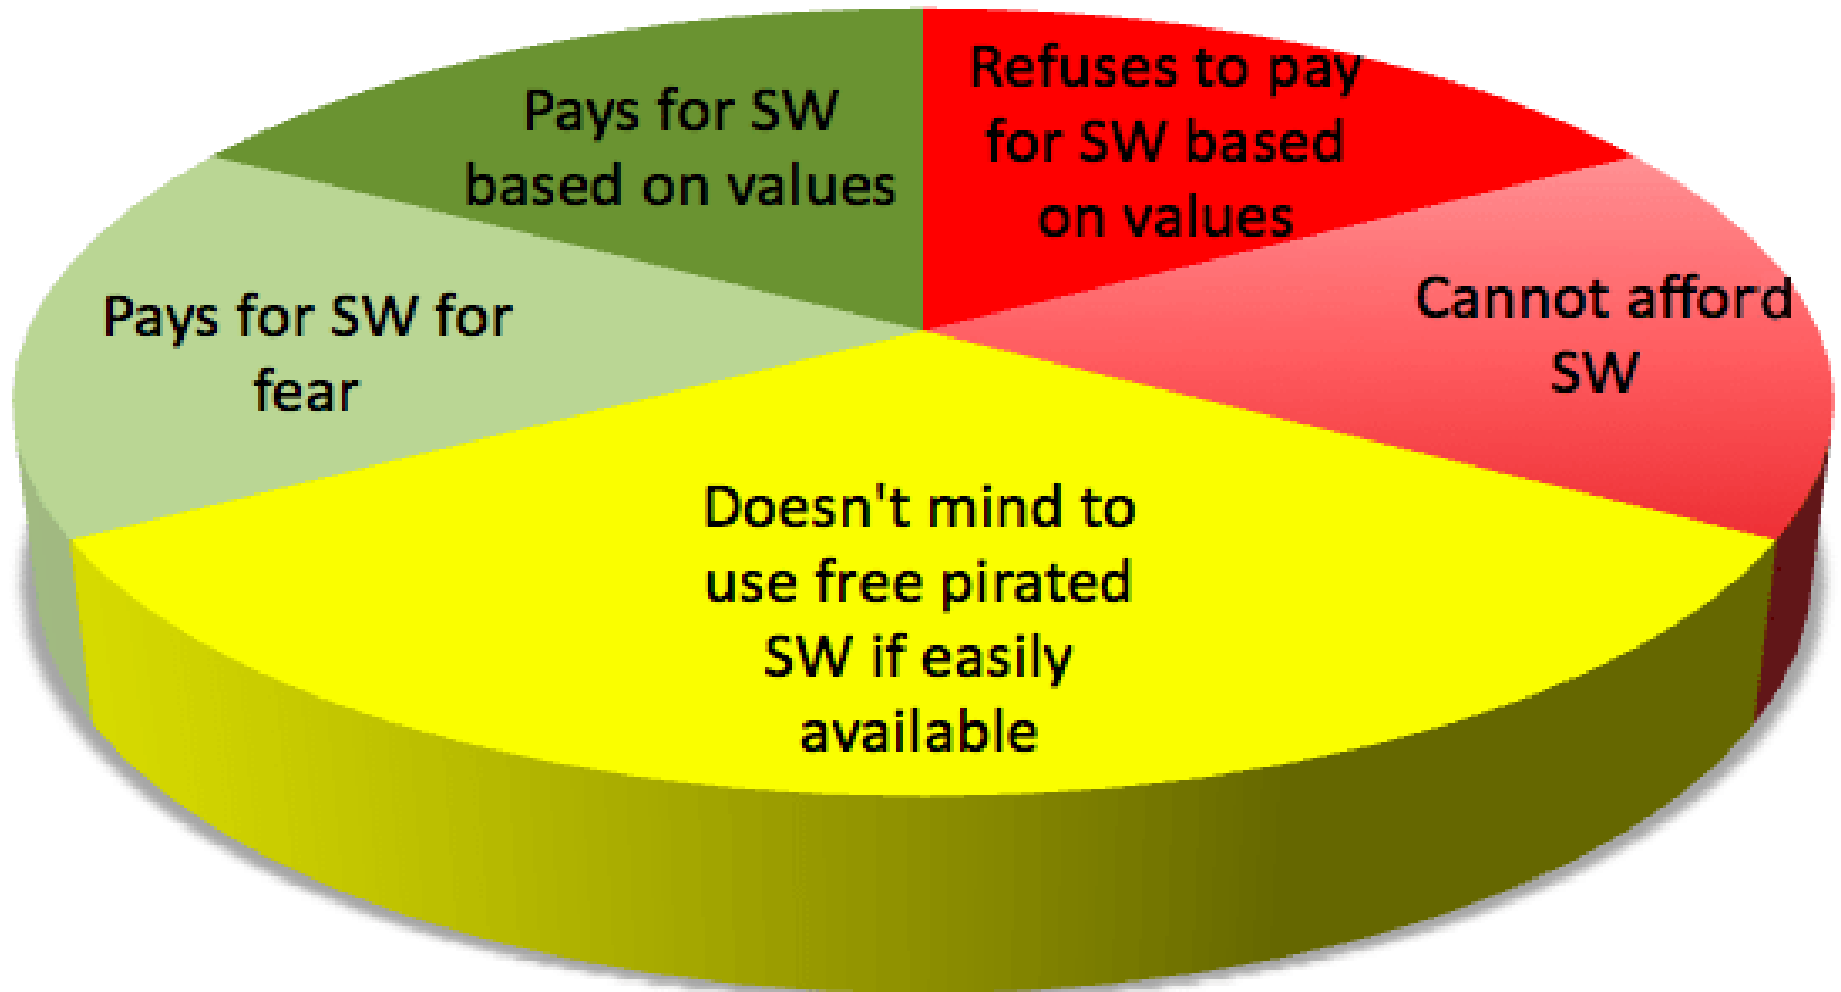 Pays for SW
based on values
Refuses to pay
for SW based
on values
Pays for SW for
fear
Cannot afford
SW
Doesn't mind to
use free pirated
SW if easily
available